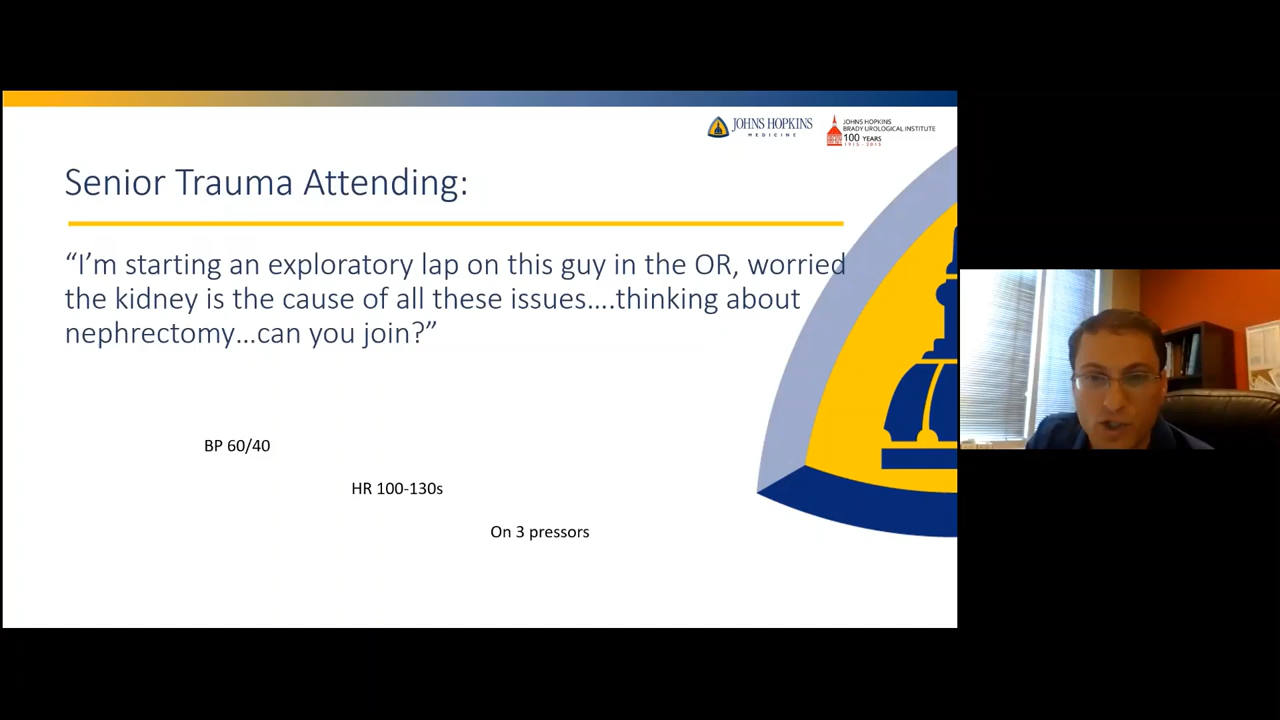 JOHNS HOPKINS
MEDICINE
JOHNS HOPKINS
BRADY UROLOGICAL INSTITUTE
100 YEARS
1915 - 2015
Senior Trauma Attending:
“I’m starting an exploratory lap on this guy in the OR, worried
the kidney is the cause of all these issues....thinking about
nephrectomy...can you join?”
BP 60/40
HR 100-130s
On 3 pressors